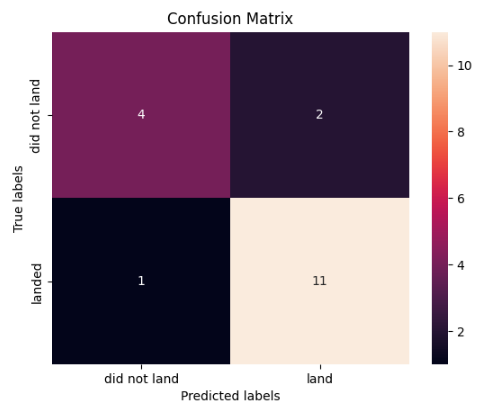 Confusion Matrix
True labels
did not land
4
2
landed
1
11
did not land
land
Predicted labels
10
8
6
4
2